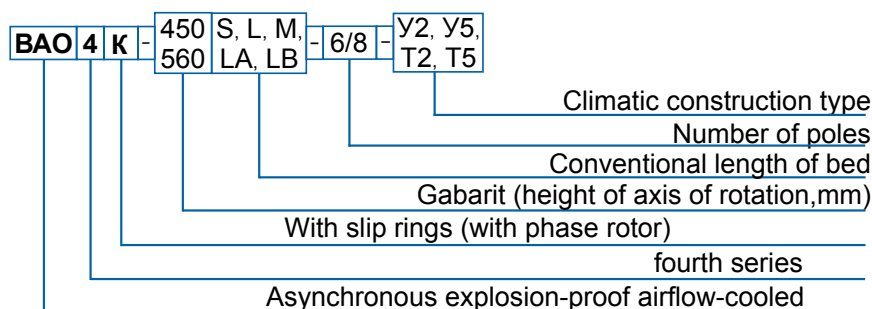 ВАО 4 К - 450 S, L, M, - 6/8 - У2, У5,
560 LA, LB Т2, Т5
Climatic construction type
Number of poles
Conventional length of bed
Gabarit (height of axis of rotation,mm)
With slip rings (with phase rotor)
fourth series
Asynchronous explosion-proof airflow-cooled